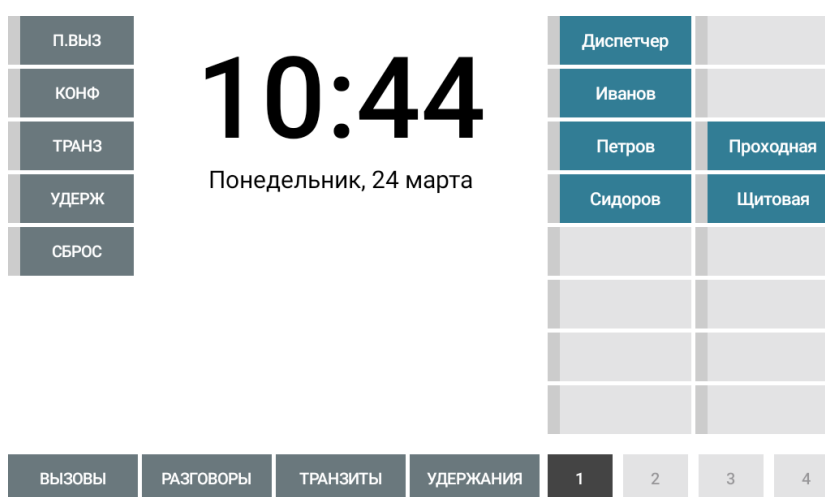 П.ВЫЗ
КОНФ
ТРАНЗ
УДЕРЖ
СБРОС
10:44
Понедельник, 24 марта
Диспетчер
Иванов
Петров Проходная
Сидоров Щитовая
ВЫЗОВЫ РАЗГОВОРЫ ТРАНЗИТЫ УДЕРЖАНИЯ 1 2 3 4